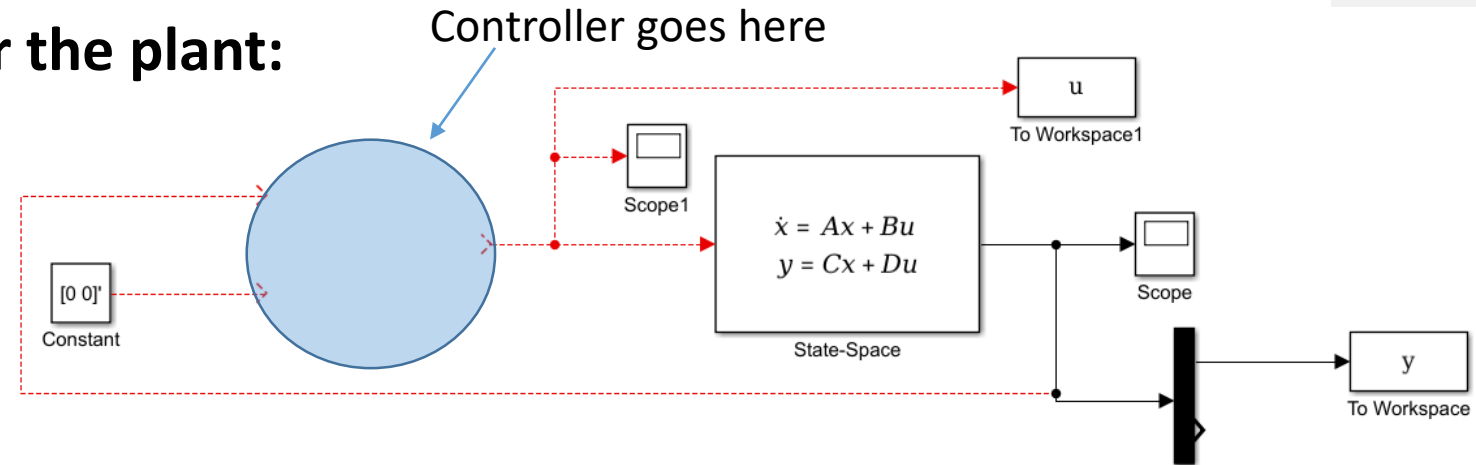 r the plant:
Controller goes here
u
To Workspace1
Scope1
ẋ = Ax + Bu
y = Cx + Du
State-Space
Scope
[0 0]'
Constant
y
To Workspace